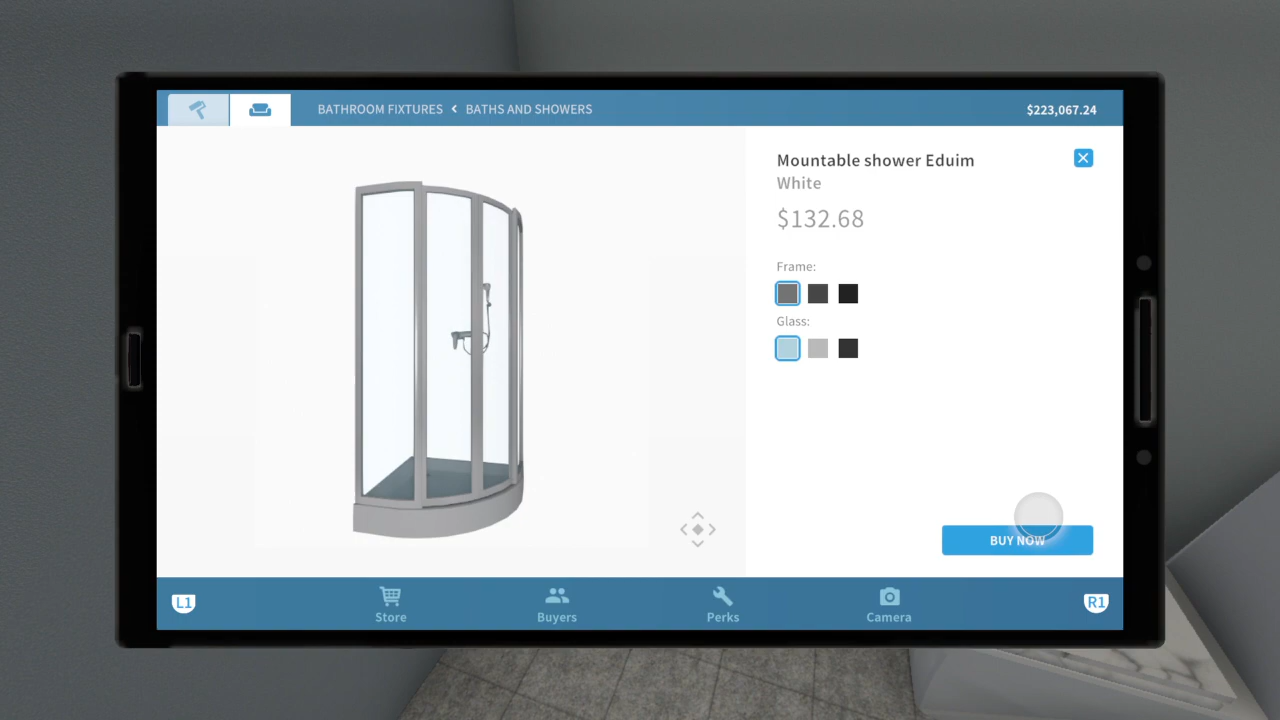 BATHROOM FIXTURES < BATHS AND SHOWERS
$223,067.24
Mountable shower Eduim
White
$132.68
Frame:
Glass:
BUY NOW
L1
Store
Buyers
Perks
Camera
R1